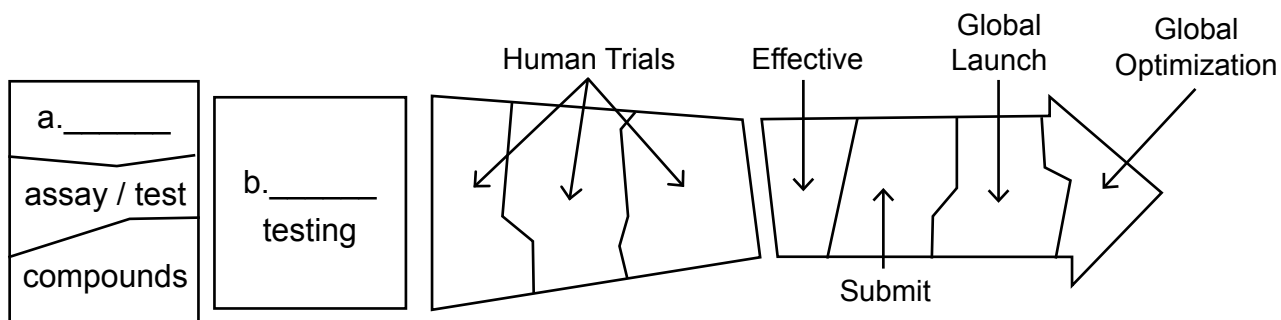 a.______
assay / test
compounds
b.______
testing
Human Trials
Effective
Submit
Global
Launch
Global
Optimization